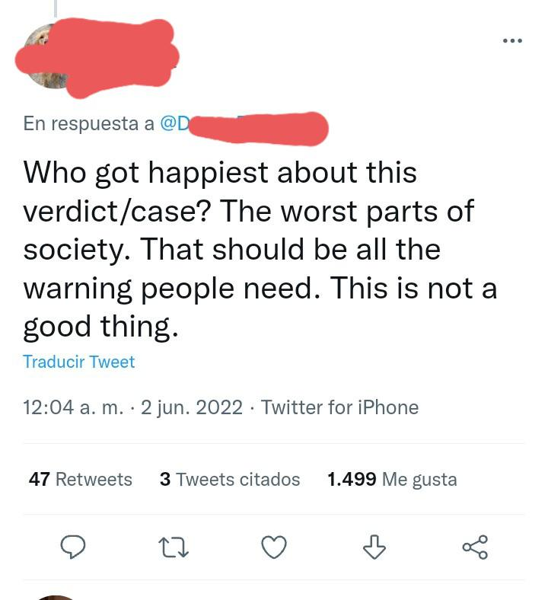 En respuesta a @D
Who got happiest about this
verdict/case? The worst parts of
society. That should be all the
warning people need. This is not a
good thing.
Traducir Tweet
12:04 a. m. · 2 jun. 2022 · Twitter for iPhone
47 Retweets 3 Tweets citados 1.499 Me gusta